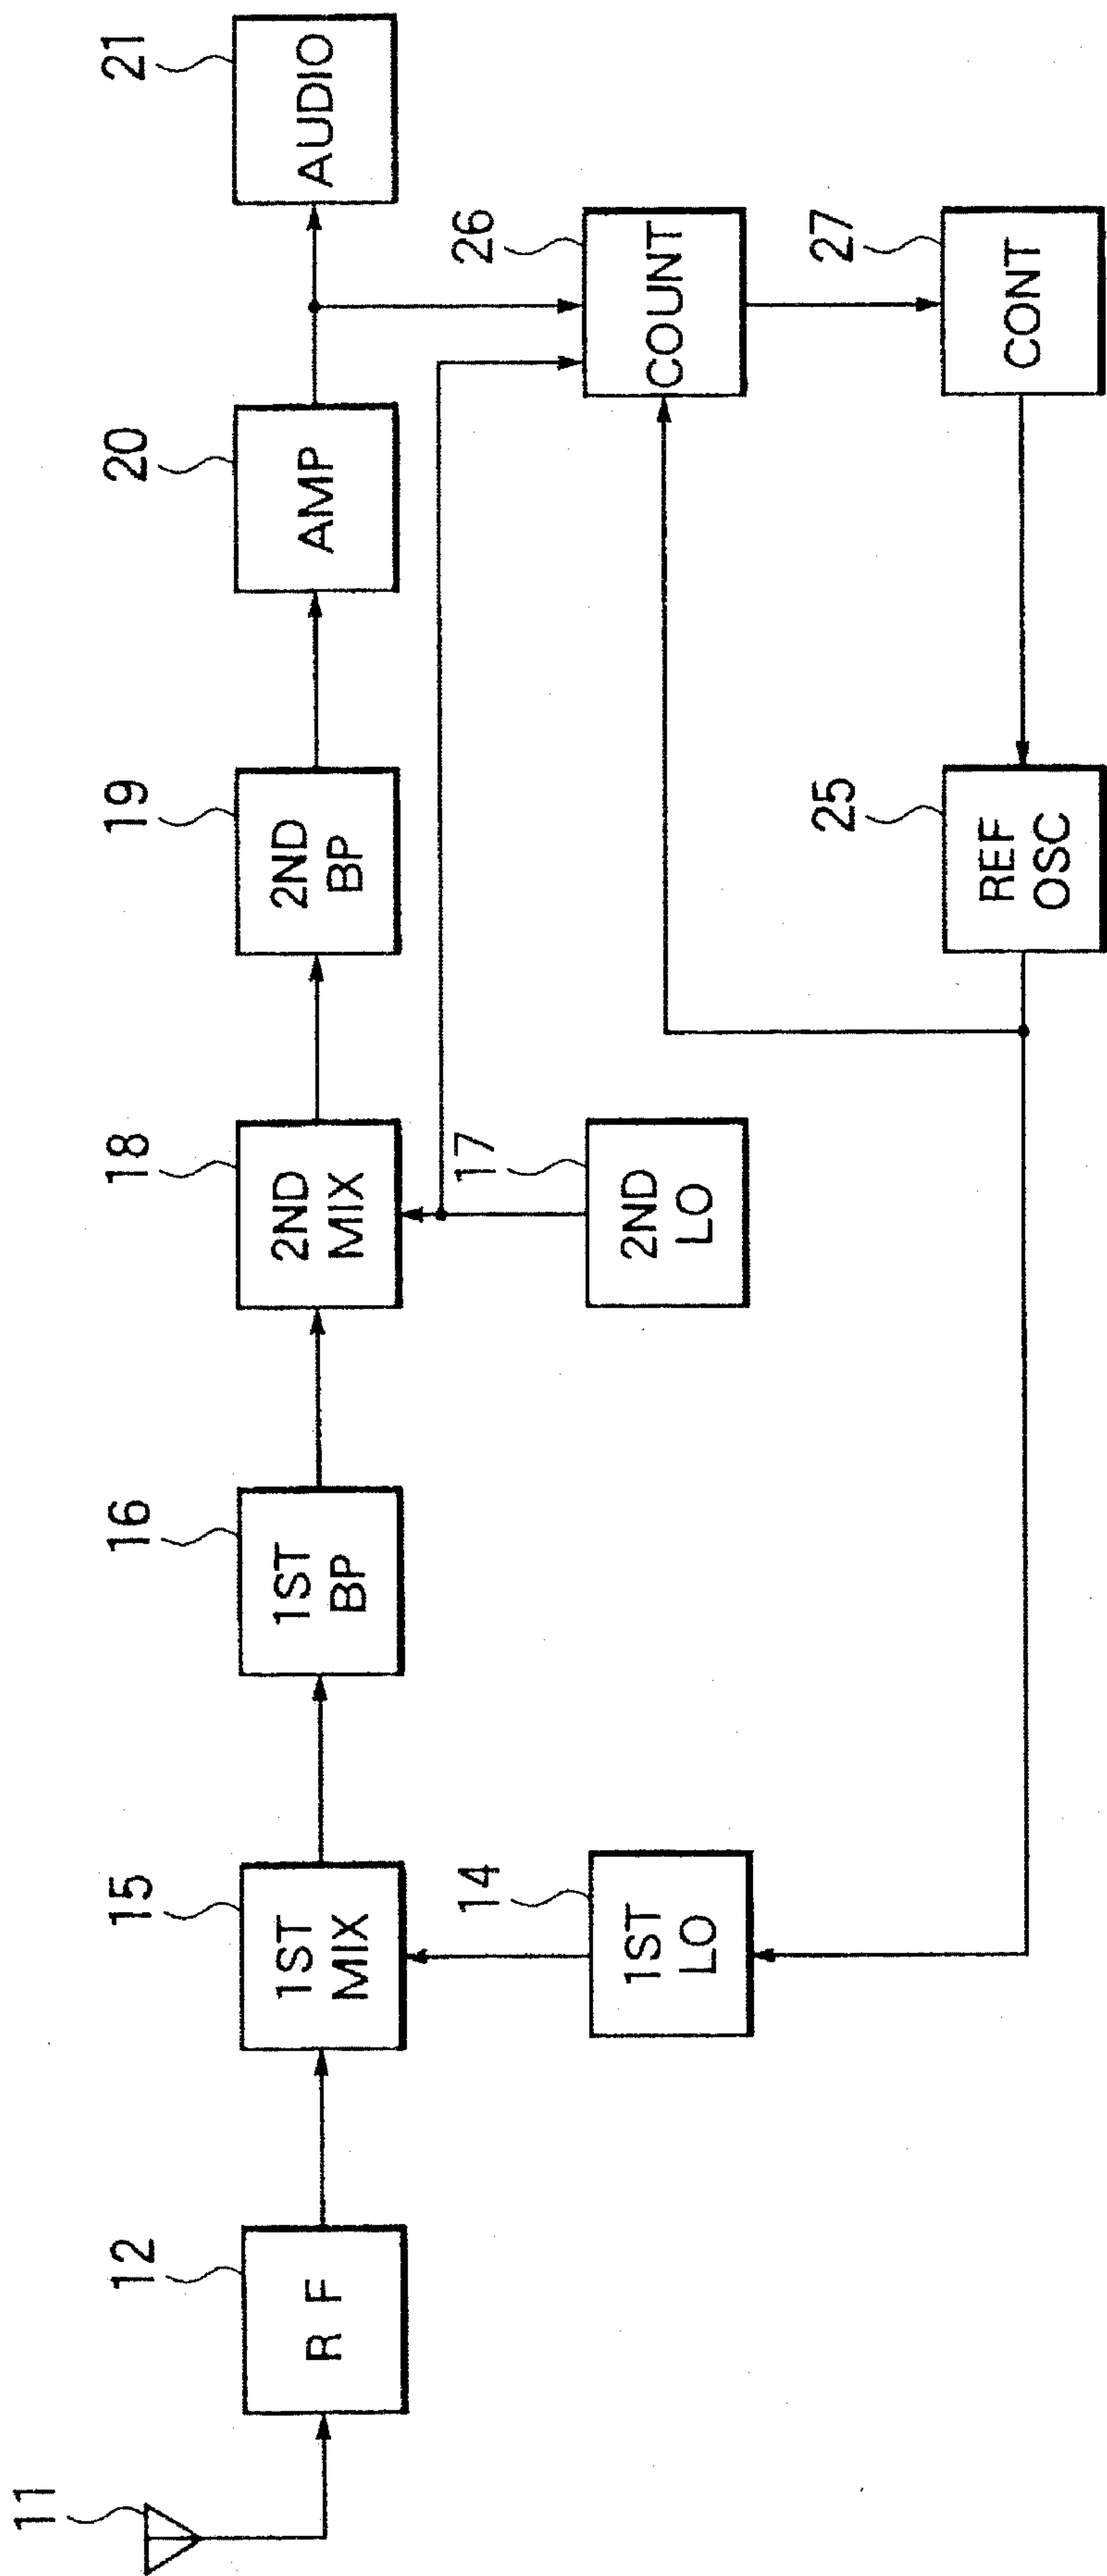 11
12
R F
15
1ST
MIX
14
1ST
LO
16
1ST
BP
18
2ND
MIX
17
2ND
LO
19
2ND
BP
20
AMP
21
AUDIO
26
COUNT
27
CONT
25
REF
OSC